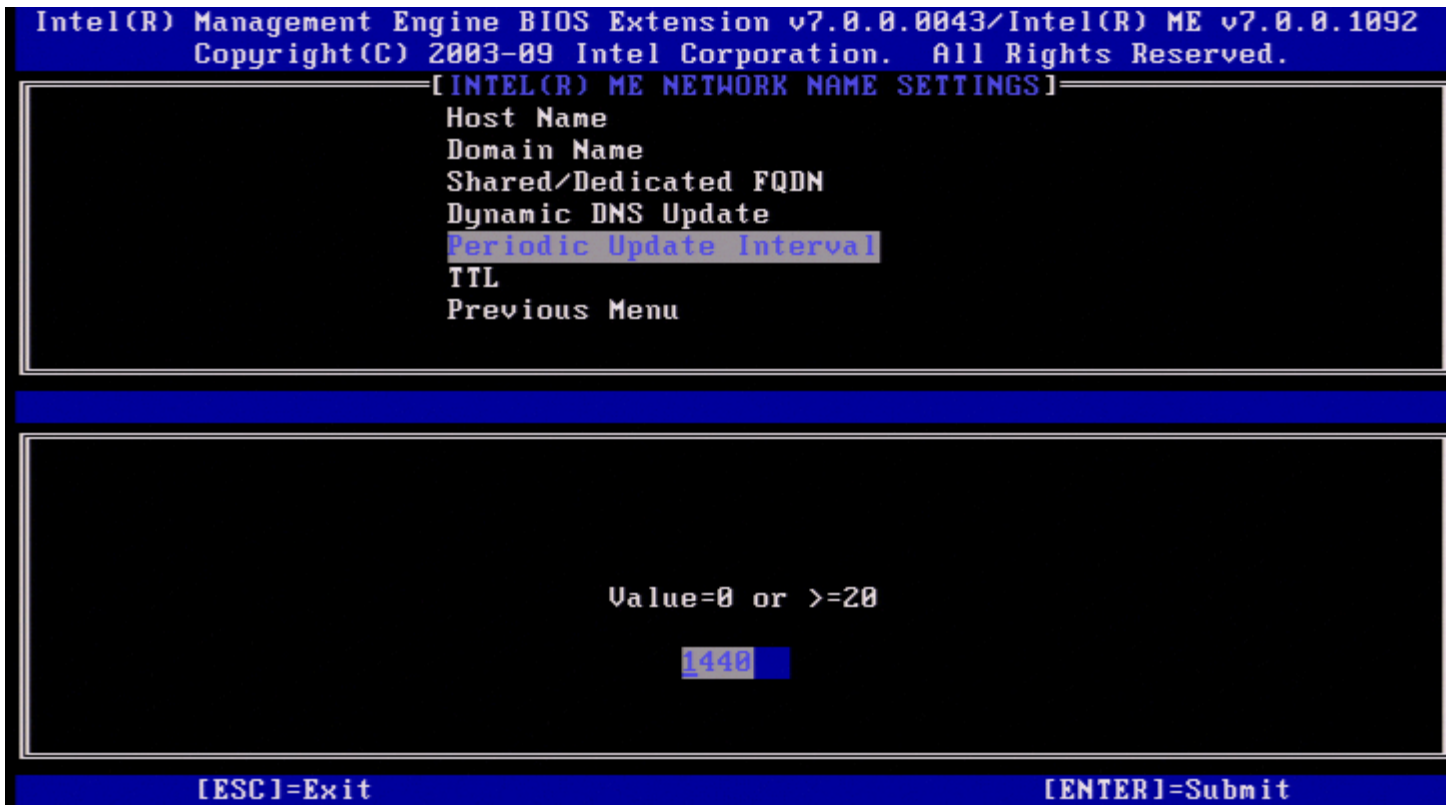 Intel(R) Management Engine BIOS Extension v7.0.0.0043/Intel(R) ME v7.0.0.1092
Copyright(C) 2003-09 Intel Corporation. All Rights Reserved.
[INTEL(R) ME NETWORK NAME SETTINGS]
Host Name
Domain Name
Shared/Dedicated FQDN
Dynamic DNS Update
Periodic Update Interval
TTL
Previous Menu
Value=0 or >=20
1440
[ESC]=Exit [ENTER]=Submit